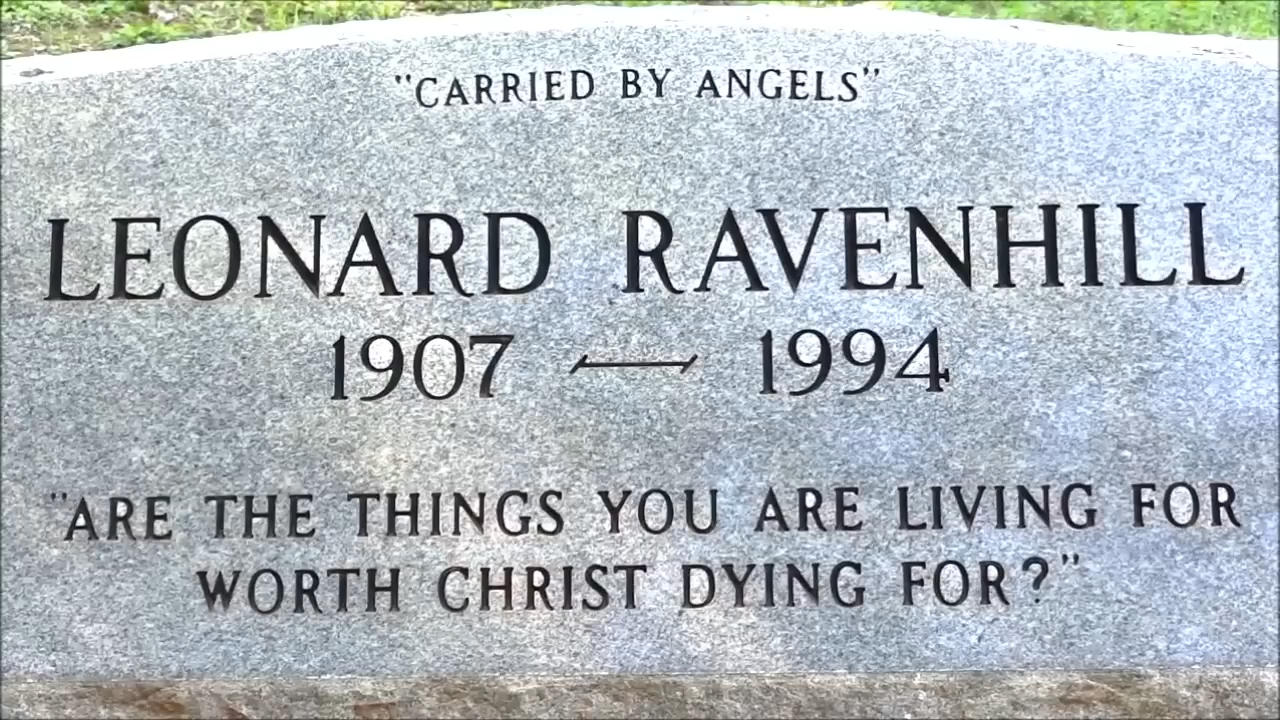 "CARRIED BY ANGELS"
LEONARD RAVENHILL
1907 — 1994
"ARE THE THINGS YOU ARE LIVING FOR
WORTH CHRIST DYING FOR?"